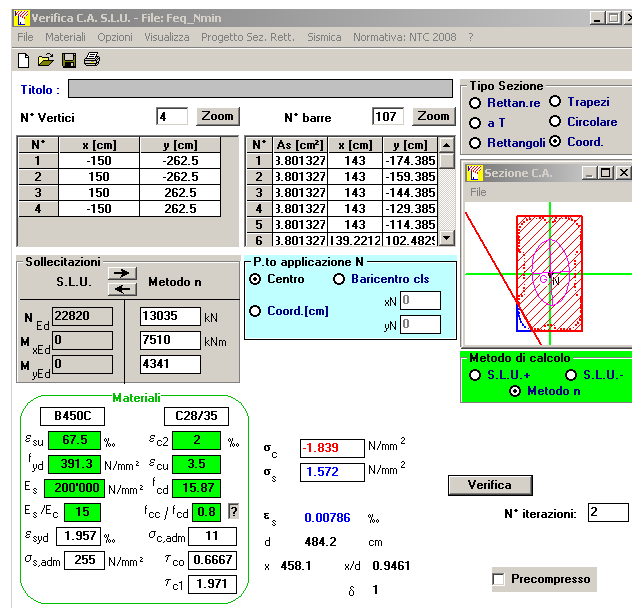 Verifica C.A. S.L.U. - File: Feq_Nmin
File Materiali Opzioni Visualizza Progetto Sez. Rett. Sismica Normativa: NTC 2008 ?
Titolo :
N° Vertici 4 Zoom N° barre 107 Zoom
N° x [cm] y [cm]
1 -150 -262.5
2 150 -262.5
3 150 262.5
4 -150 262.5
N° As [cm²] x [cm] y [cm]
1 3.801327 143 -174.385
2 3.801327 143 -159.385
3 3.801327 143 -144.385
4 3.801327 143 -129.385
5 3.801327 143 -114.385
6 3.801327 139.2212 102.4829
Tipo Sezione
Rettan.re Trapezi
a T Circolare
Rettangoli Coord.
Sezione C.A.
File
G N
Sollecitazioni
S.L.U. Metodo n
N Ed 22820 13035 kN
M xEd 0 7510 kNm
M yEd 0 4341
P.to applicazione N
Centro Baricentro cls
Coord.[cm] xN 0
yN 0
Metodo di calcolo
S.L.U.+ S.L.U.-
Metodo n
Materiali
B450C C28/35
εsu 67.5 ‰ εc2 2 ‰
fyd 391.3 N/mm² εcu 3.5
Es 200'000 N/mm² fcd 15.87
Es/Ec 15 fcc / fcd 0.8 ?
εsyd 1.957 ‰ σc,adm 11
σs,adm 255 N/mm² τco 0.6667
τc1 1.971
σc -1.839 N/mm²
σs 1.572 N/mm²
εs 0.00786 ‰
d 484.2 cm
x 458.1 x/d 0.9461
δ 1
Verifica
N° iterazioni: 2
Precompresso